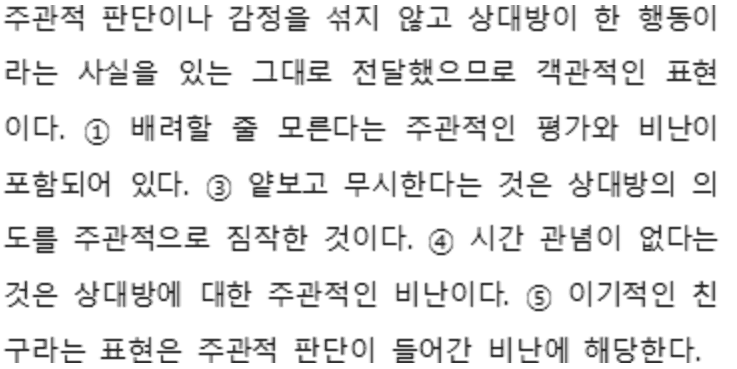 주관적 판단이나 감정을 섞지 않고 상대방이 한 행동이
라는 사실을 있는 그대로 전달했으므로 객관적인 표현
이다. ① 배려할 줄 모른다는 주관적인 평가와 비난이
포함되어 있다. ③ 얕보고 무시한다는 것은 상대방의 의
도를 주관적으로 짐작한 것이다. ④ 시간 관념이 없다는
것은 상대방에 대한 주관적인 비난이다. ⑤ 이기적인 친
구라는 표현은 주관적 판단이 들어간 비난에 해당한다.